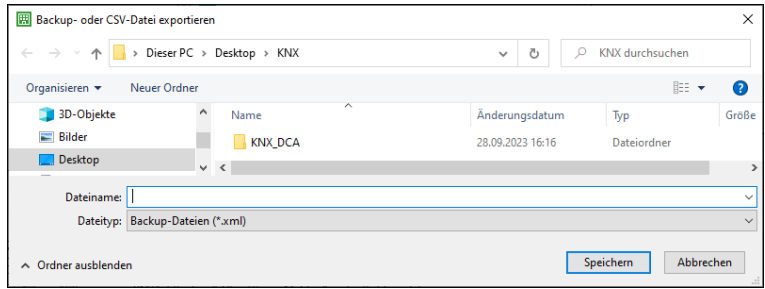 Backup- oder CSV-Datei exportieren
Dieser PC > Desktop > KNX
KNX durchsuchen
Organisieren
Neuer Ordner
3D-Objekte
Bilder
Desktop
Name
Änderungsdatum
Typ
Größe
KNX_DCA
28.09.2023 16:16
Dateiordner
Dateiname:
Dateityp: Backup-Dateien (*.xml)
Ordner ausblenden
Speichern
Abbrechen